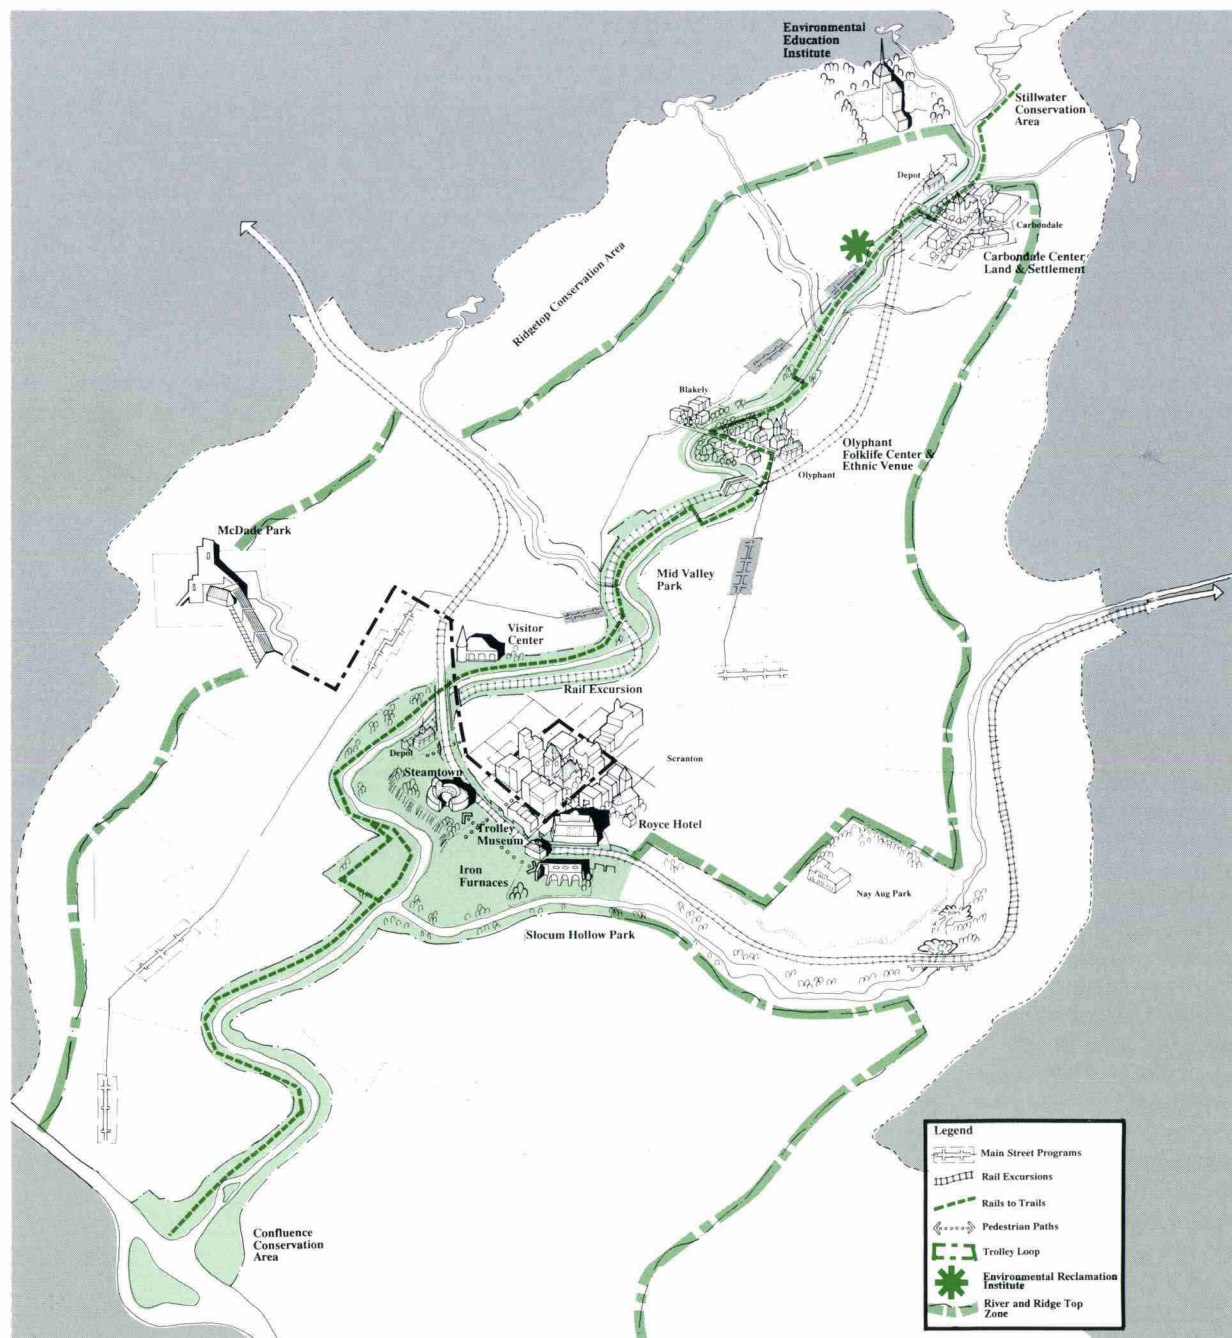 Environmental
Education
Institute
Stillwater
Conservation
Area
Depot
Carbondale
Carbondale Center
Land & Settlement
Ridgetop Conservation Area
Blakely
Olyphant
Folklife Center &
Ethnic Venue
Olyphant
McDade Park
Mid Valley
Park
Visitor
Center
Rail Excursion
Depot
Scranton
Steamtown
Trolley
Museum
Royce Hotel
Iron
Furnaces
Nay Aug Park
Slocum Hollow Park
Confluence
Conservation
Area
Legend
Main Street Programs
Rail Excursions
Rails to Trails
Pedestrian Paths
Trolley Loop
Environmental Reclamation
Institute
River and Ridge Top
Zone